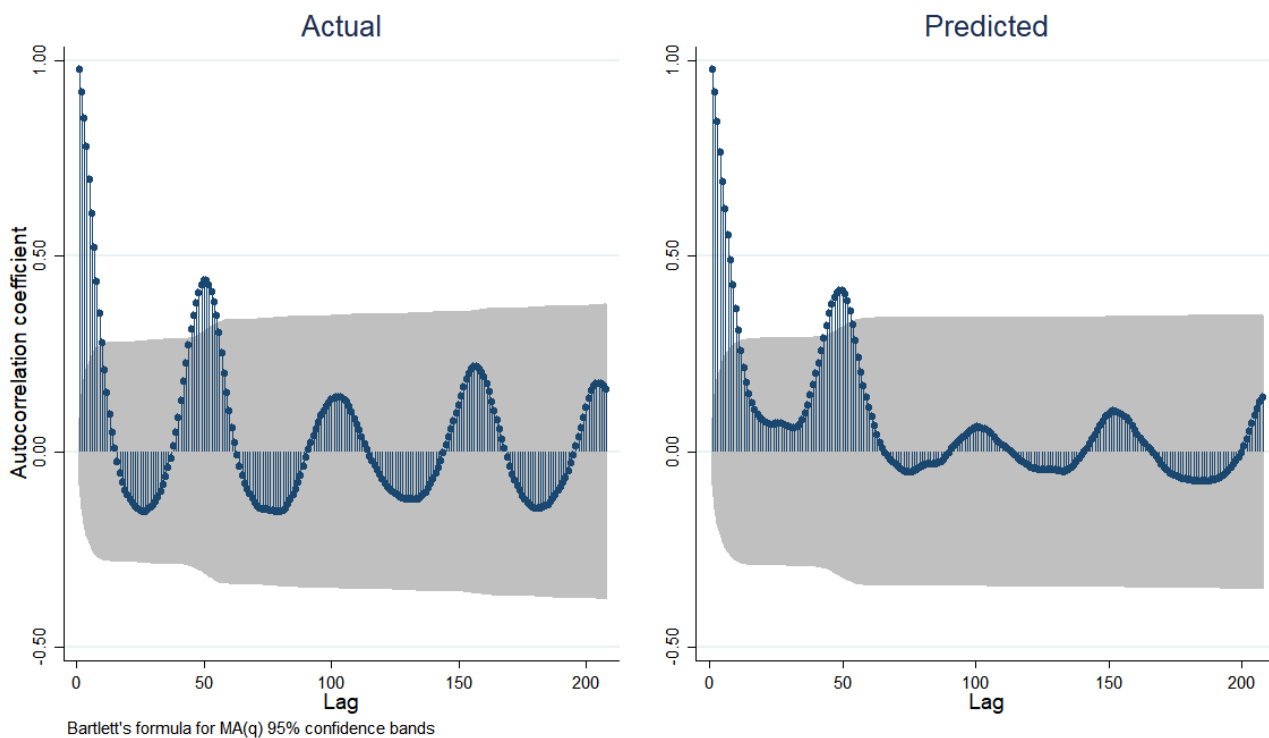 Actual
Predicted
Autocorrelation coefficient
1.00
0.50
0.00
-0.50
0 50 100 150 200
Lag
1.00
0.50
0.00
-0.50
0 50 100 150 200
Lag
Bartlett's formula for MA(q) 95% confidence bands